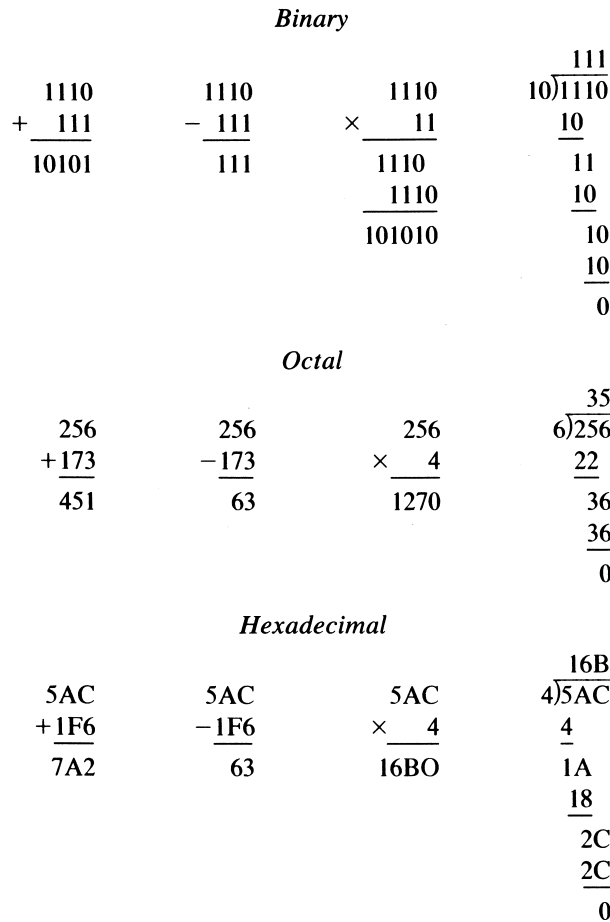 Binary
111
1110 1110 1110 10)1110
+ 111 − 111 × 11 10
10101 111 1110 11
1110 10
101010 10
10
0
Octal
35
256 256 256 6)256
+173 −173 × 4 22
451 63 1270 36
36
0
Hexadecimal
16B
5AC 5AC 5AC 4)5AC
+1F6 −1F6 × 4 4
7A2 63 16BO 1A
18
2C
2C
0